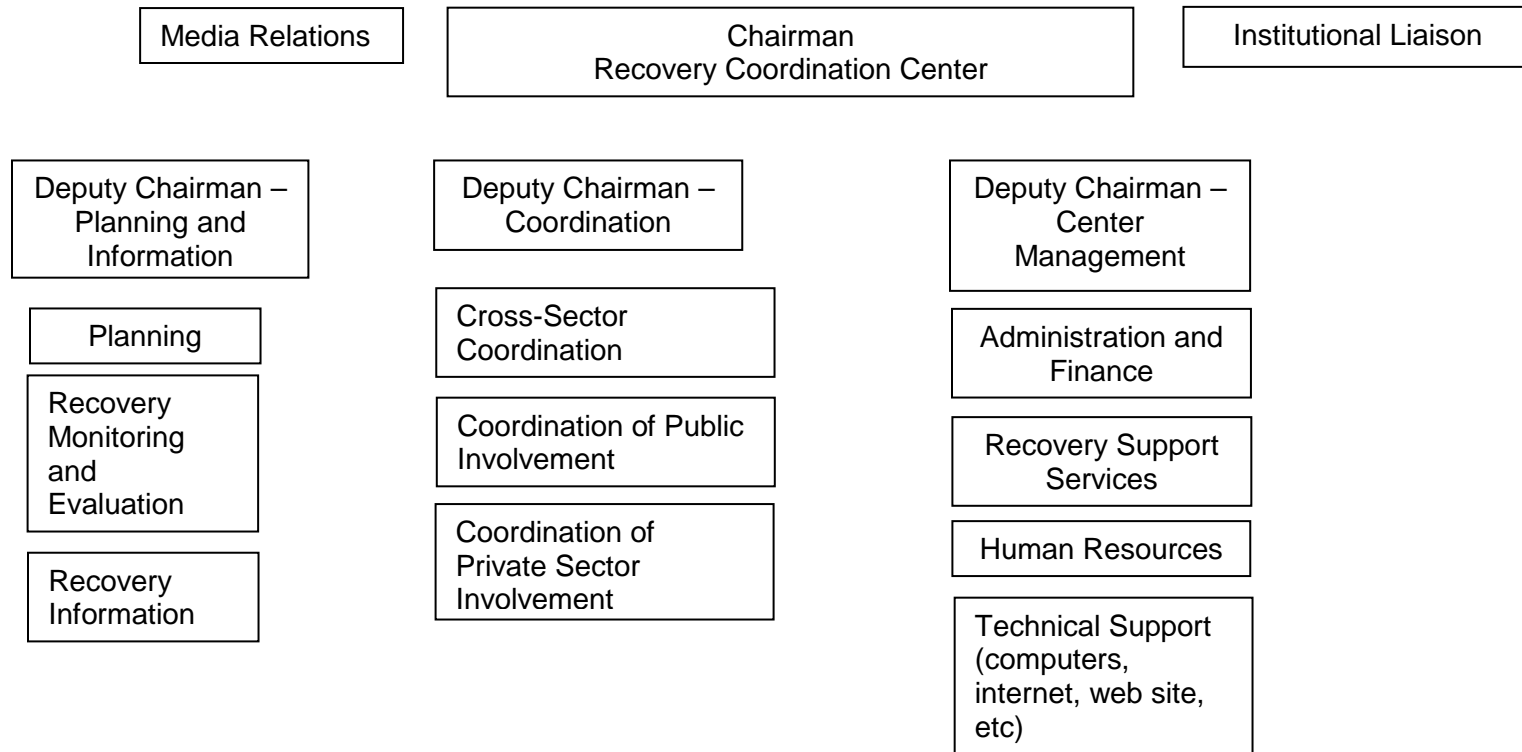 Media Relations
Chairman
Recovery Coordination Center
Institutional Liaison
Deputy Chairman –
Planning and
Information
Planning
Recovery
Monitoring
and
Evaluation
Recovery
Information
Deputy Chairman –
Coordination
Cross-Sector
Coordination
Coordination of Public
Involvement
Coordination of
Private Sector
Involvement
Deputy Chairman –
Center
Management
Administration and
Finance
Recovery Support
Services
Human Resources
Technical Support
(computers,
internet, web site,
etc)